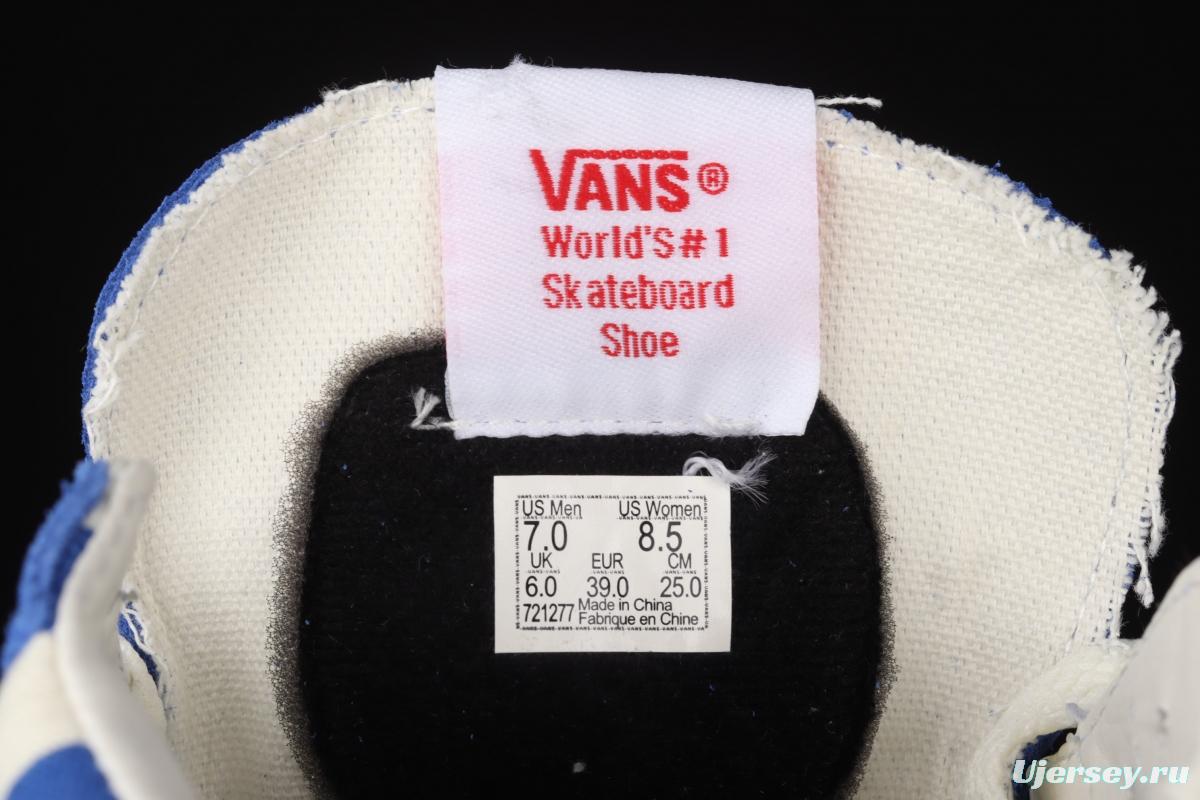 VANS®
World'S#1
Skateboard
Shoe
US Men US Women
7.0 8.5
UK EUR CM
6.0 39.0 25.0
721277 Made in China
Fabrique en Chine
Ujersey.ru